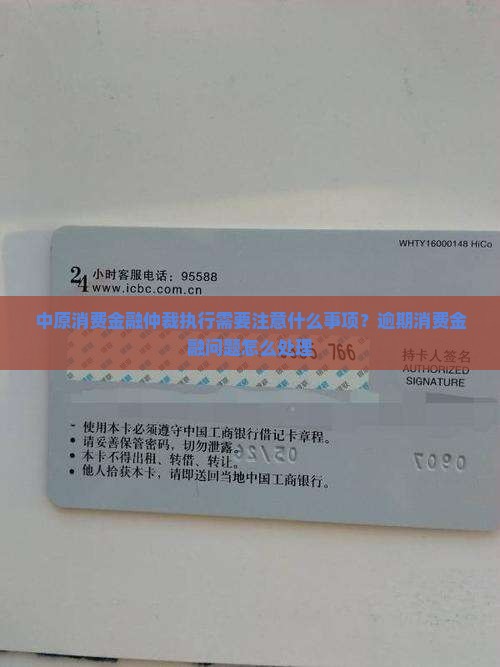 WHTY16000148 HiCo
24 小时客服电话：95588
www.icbc.com.cn
中原消费金融仲裁执行需要注意什么事项？逾期消费金
融问题怎么处理
766
持卡人签名
AUTHORIZED
SIGNATURE
使用本卡必须遵守中国工商银行借记卡章程。
请妥善保管密码，切勿泄露。
本卡不得出租、转借、转让。
他人拾获本卡，请即送回当地中国工商银行。